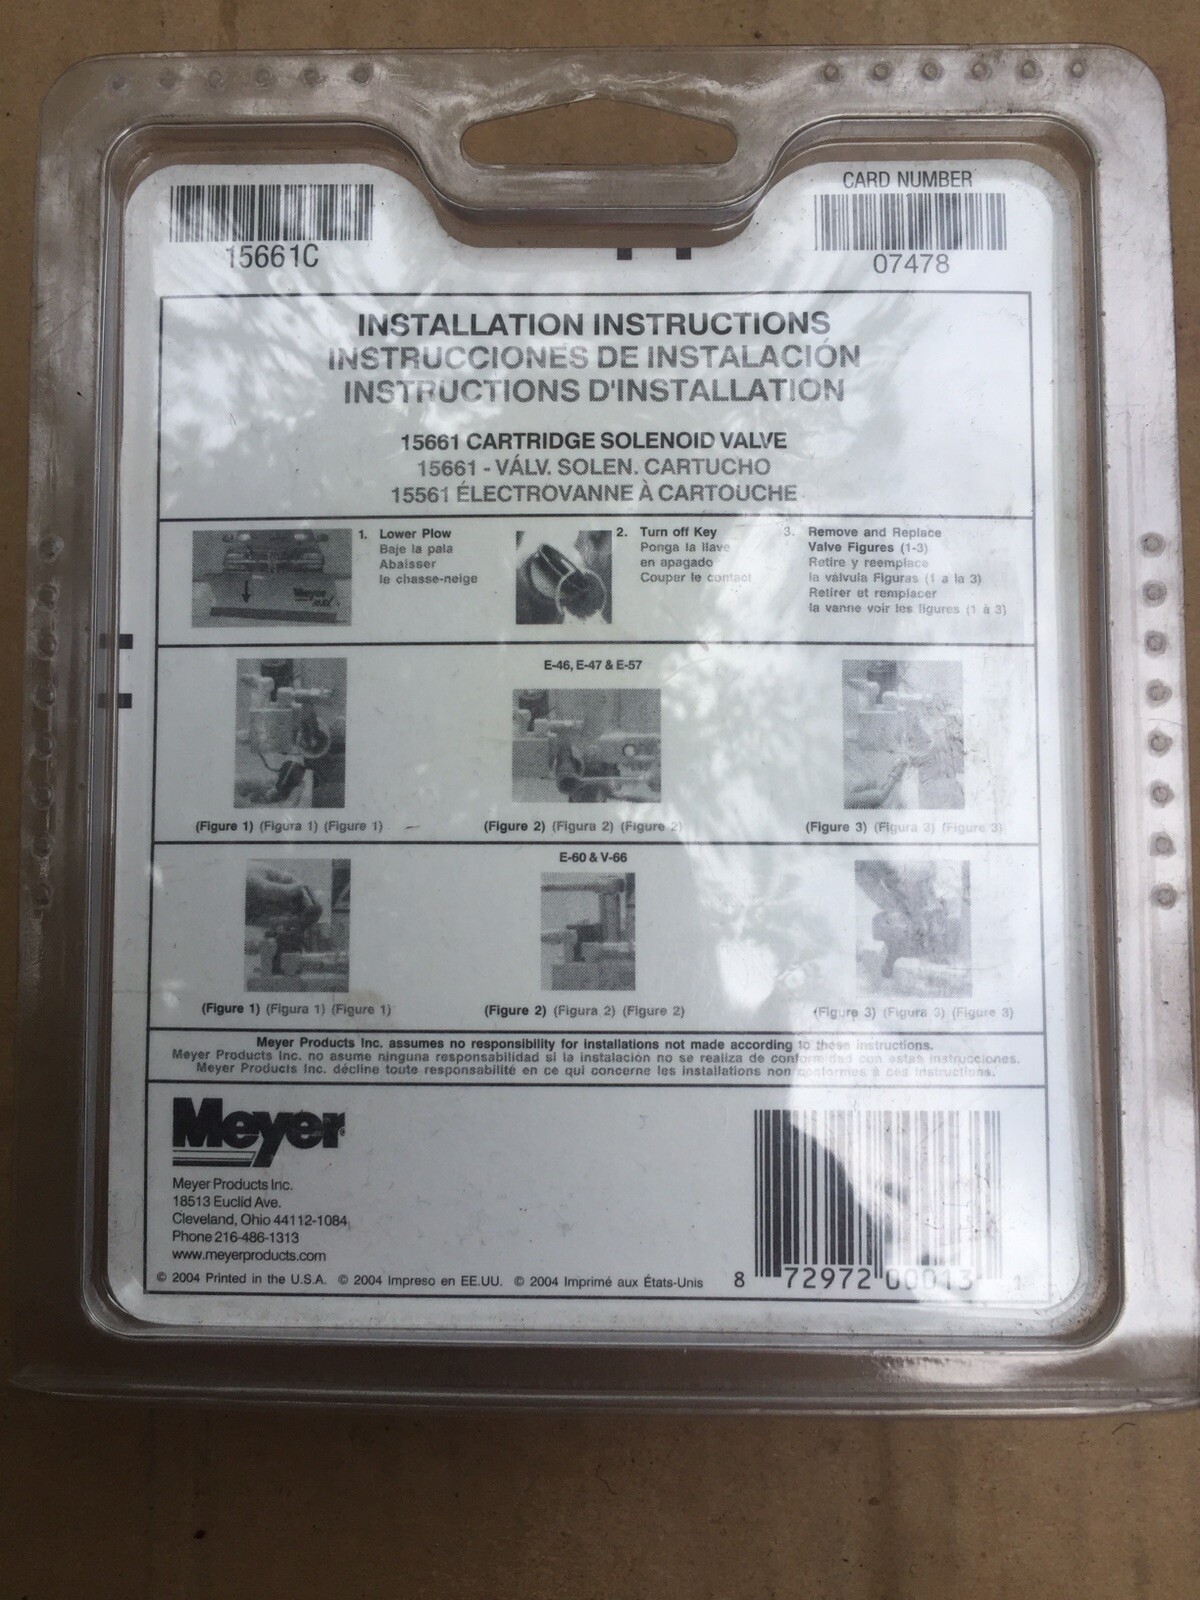 15661C
CARD NUMBER
07478
INSTALLATION INSTRUCTIONS
INSTRUCCIONES DE INSTALACIÓN
INSTRUCTIONS D'INSTALLATION
15661 CARTRIDGE SOLENOID VALVE
15661 - VÁLV. SOLEN. CARTUCHO
15561 ÉLECTROVANNE À CARTOUCHE
1. Lower Plow
Baje la pala
Abaisser
le chasse-neige
Meyer
2. Turn off Key
Ponga la llave
en apagado
Couper le contact
3. Remove and Replace
Valve Figures (1-3)
Retire y reemplace
la válvula Figuras (1 a la 3)
Retirer et remplacer
la vanne voir les figures (1 à 3)
E-46, E-47 & E-57
(Figure 1) (Figura 1) (Figure 1)
(Figure 2) (Figura 2) (Figure 2)
(Figure 3) (Figura 3) (Figure 3)
E-60 & V-66
(Figure 1) (Figura 1) (Figure 1)
(Figure 2) (Figura 2) (Figure 2)
(Figure 3) (Figura 3) (Figure 3)
Meyer Products Inc. assumes no responsibility for installations not made according to these instructions.
Meyer Products Inc. no asume ninguna responsabilidad si la instalación no se realiza de conformidad con estas instrucciones.
Meyer Products Inc. décline toute responsabilité en ce qui concerne les installations non conformes à ces instructions.
Meyer
Meyer Products Inc.
18513 Euclid Ave.
Cleveland, Ohio 44112-1084
Phone 216-486-1313
www.meyerproducts.com
© 2004 Printed in the U.S.A. © 2004 Impreso en EE.UU. © 2004 Imprimé aux États-Unis
8 72972 00013 1